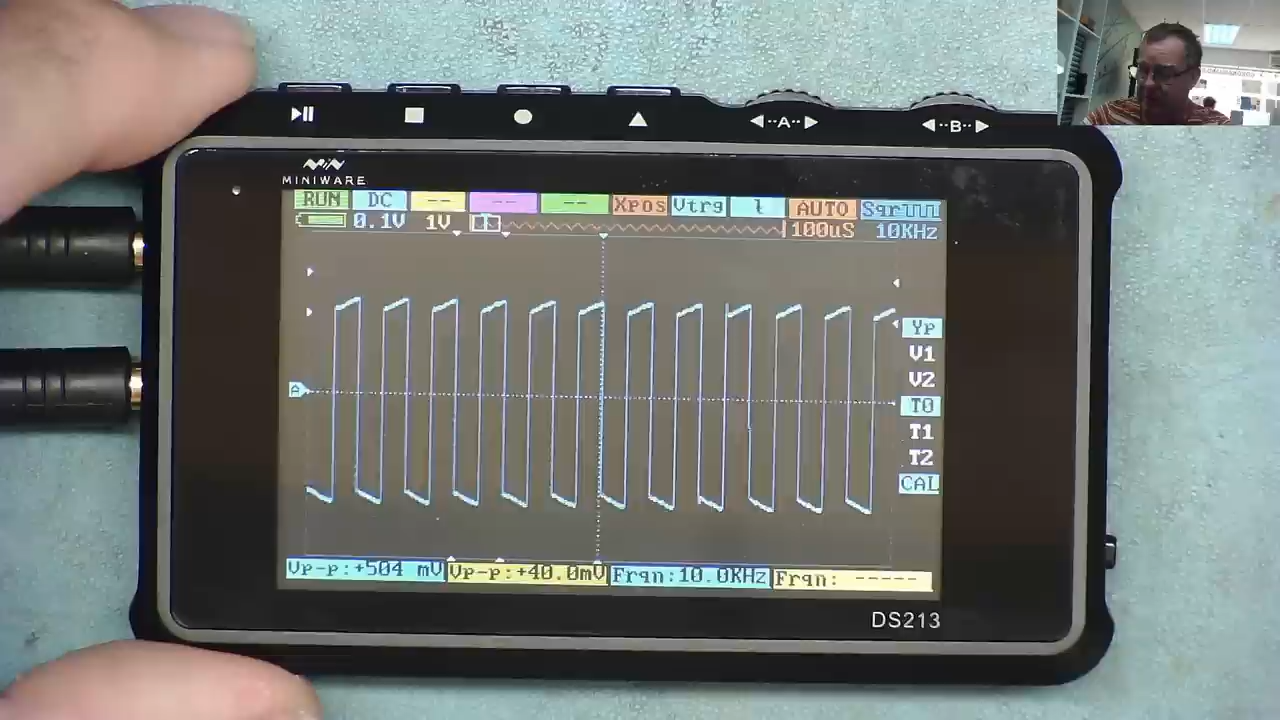 A B
MINIWARE
RUN DC -- -- -- Xpos Vtrg AUTO Sqr
0.1V 1V 100uS 10KHz
Yp
V1
A
V2
T0
T1
T2
CAL
Vp-p:+504 mV Vp-p:+40.0mV Frqn:10.0KHz Frqn: -----
DS213